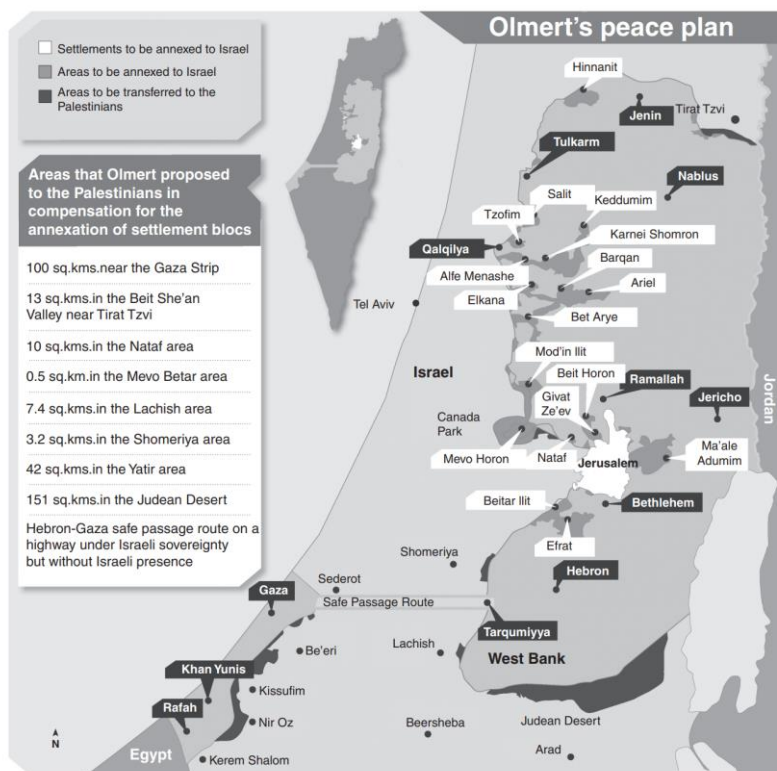 Olmert's peace plan
Settlements to be annexed to Israel
Areas to be annexed to Israel
Areas to be transferred to the
Palestinians
Areas that Olmert proposed
to the Palestinians in
compensation for the
annexation of settlement blocs
100 sq.kms.near the Gaza Strip
13 sq.kms.in the Beit She'an
Valley near Tirat Tzvi
10 sq.kms.in the Nataf area
0.5 sq.km.in the Mevo Betar area
7.4 sq.kms.in the Lachish area
3.2 sq.kms.in the Shomeriya area
42 sq.kms.in the Yatir area
151 sq.kms.in the Judean Desert
Hebron-Gaza safe passage route on a
highway under Israeli sovereignty
but without Israeli presence
Hinnanit
Jenin
Tirat Tzvi
Tulkarm
Nablus
Salit
Keddumim
Tzofim
Karnei Shomron
Qalqilya
Barqan
Alfe Menashe
Ariel
Elkana
Tel Aviv
Bet Arye
Mod'in Ilit
Israel
Beit Horon
Ramallah
Givat
Ze'ev
Jericho
Jordan
Canada
Park
Mevo Horon
Nataf
Jerusalem
Ma'ale
Adumim
Beitar Ilit
Bethlehem
Efrat
Shomeriya
Hebron
Sederot
Gaza
Safe Passage Route
Tarqumiyya
Be'eri
Lachish
West Bank
Khan Yunis
Kissufim
Rafah
Nir Oz
Beersheba
Judean Desert
N
Egypt
Kerem Shalom
Arad